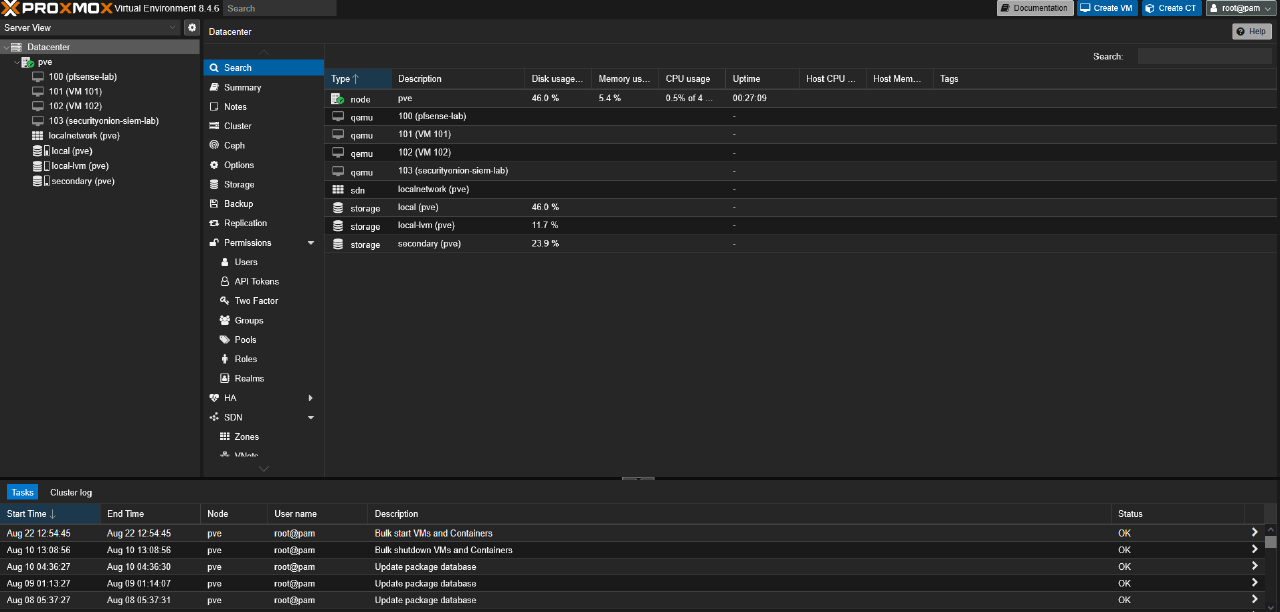 PROXMOX Virtual Environment 8.4.6 Search Documentation Create VM Create CT root@pam
Server View
Datacenter
pve
100 (pfsense-lab)
101 (VM 101)
102 (VM 102)
103 (securityonion-siem-lab)
localnetwork (pve)
local (pve)
local-lvm (pve)
secondary (pve)
Datacenter Help
Search
Summary
Notes
Cluster
Ceph
Options
Storage
Backup
Replication
Permissions
Users
API Tokens
Two Factor
Groups
Pools
Roles
Realms
HA
SDN
Zones
VNets
Search:
Type ↑ Description Disk usage... Memory us... CPU usage Uptime Host CPU ... Host Mem... Tags
node pve 46.0 % 5.4 % 0.5% of 4 ... 00:27:09
qemu 100 (pfsense-lab) -
qemu 101 (VM 101) -
qemu 102 (VM 102) -
qemu 103 (securityonion-siem-lab) -
sdn localnetwork (pve) -
storage local (pve) 46.0 % -
storage local-lvm (pve) 11.7 % -
storage secondary (pve) 23.9 % -
Tasks Cluster log
Start Time ↓ End Time Node User name Description Status
Aug 22 12:54:45 Aug 22 12:54:45 pve root@pam Bulk start VMs and Containers OK
Aug 10 13:08:56 Aug 10 13:08:56 pve root@pam Bulk shutdown VMs and Containers OK
Aug 10 04:36:27 Aug 10 04:36:30 pve root@pam Update package database OK
Aug 09 01:13:27 Aug 09 01:14:07 pve root@pam Update package database OK
Aug 08 05:37:27 Aug 08 05:37:31 pve root@pam Update package database OK